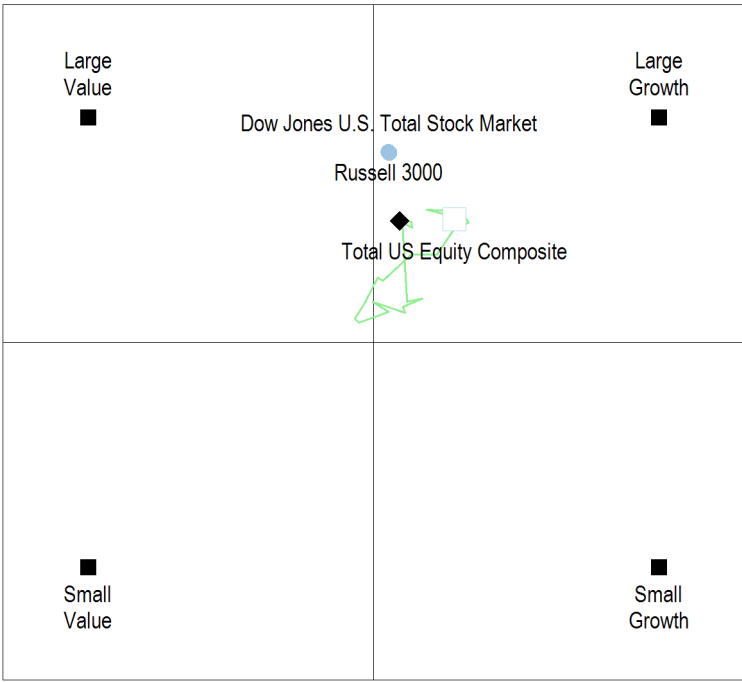 Large
Value
Large
Growth
Dow Jones U.S. Total Stock Market
Russell 3000
Total US Equity Composite
Small
Value
Small
Growth